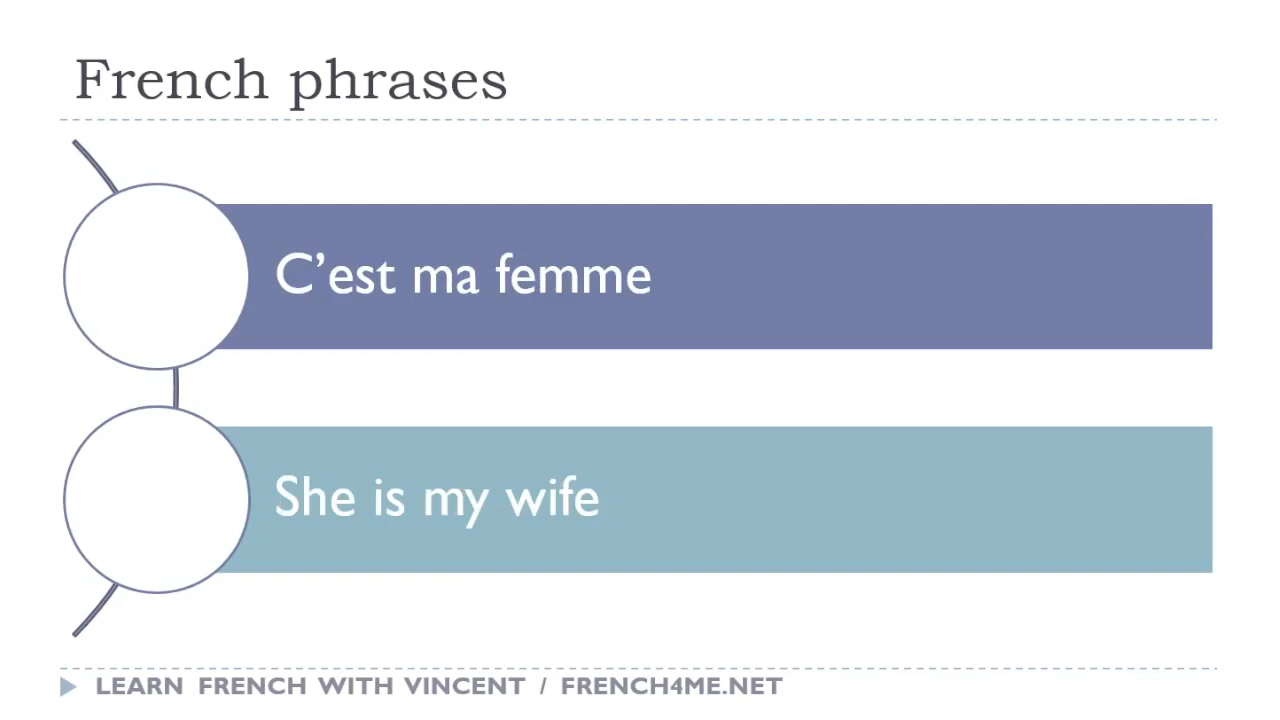 French phrases
C’est ma femme
She is my wife
LEARN FRENCH WITH VINCENT / FRENCH4ME.NET